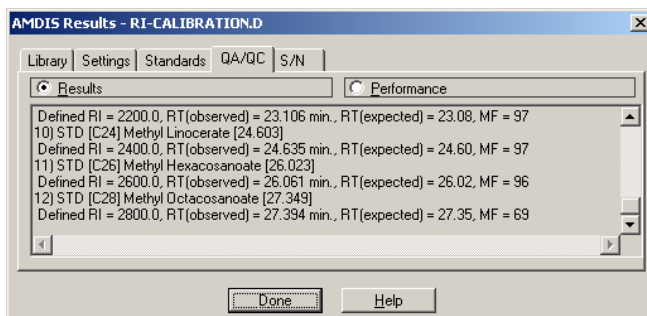 AMDIS Results - RI-CALIBRATION.D
Library Settings Standards QA/QC S/N
Results Performance
Defined RI = 2200.0, RT(observed) = 23.106 min., RT(expected) = 23.08, MF = 97
10) STD [C24] Methyl Linocerate [24.603]
Defined RI = 2400.0, RT(observed) = 24.635 min., RT(expected) = 24.60, MF = 97
11) STD [C26] Methyl Hexacosanoate [26.023]
Defined RI = 2600.0, RT(observed) = 26.061 min., RT(expected) = 26.02, MF = 96
12) STD [C28] Methyl Octacosanoate [27.349]
Defined RI = 2800.0, RT(observed) = 27.394 min., RT(expected) = 27.35, MF = 69
Done Help